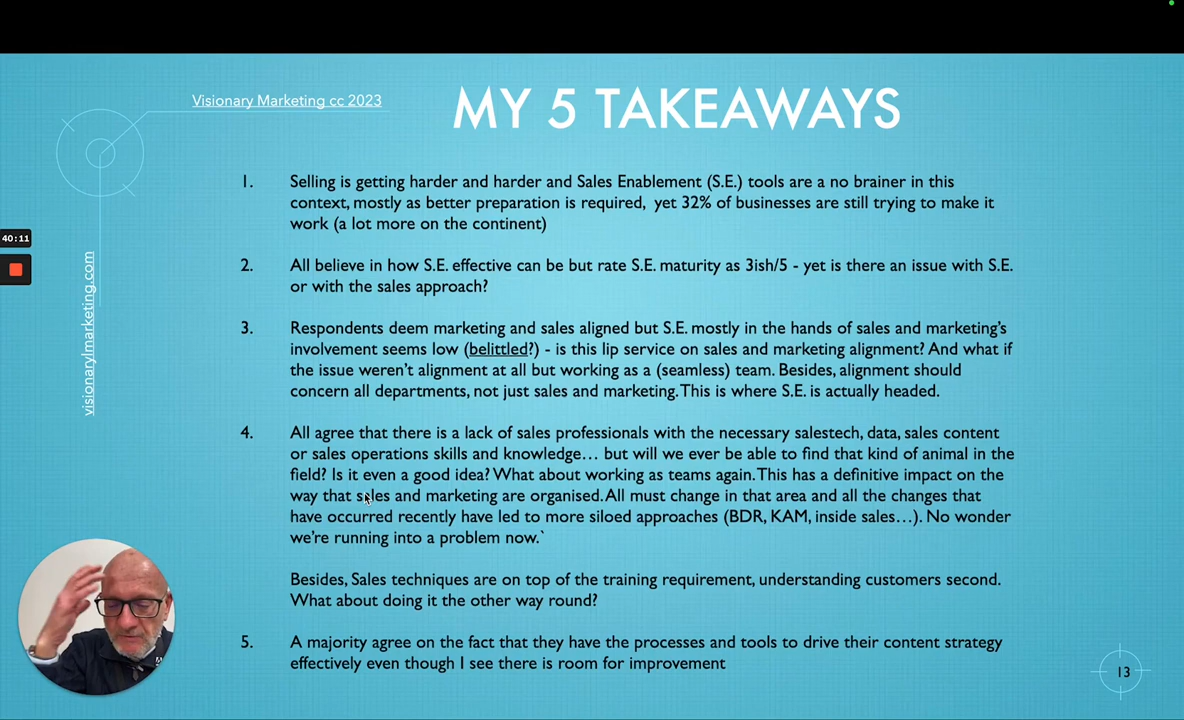 Visionary Marketing cc 2023
MY 5 TAKEAWAYS
1. Selling is getting harder and harder and Sales Enablement (S.E.) tools are a no brainer in this
context, mostly as better preparation is required, yet 32% of businesses are still trying to make it
work (a lot more on the continent)
40:11
visionarymarketing.com
2. All believe in how S.E. effective can be but rate S.E. maturity as 3ish/5 - yet is there an issue with S.E.
or with the sales approach?
3. Respondents deem marketing and sales aligned but S.E. mostly in the hands of sales and marketing's
involvement seems low (belittled?) - is this lip service on sales and marketing alignment? And what if
the issue weren't alignment at all but working as a (seamless) team. Besides, alignment should
concern all departments, not just sales and marketing. This is where S.E. is actually headed.
4. All agree that there is a lack of sales professionals with the necessary salestech, data, sales content
or sales operations skills and knowledge... but will we ever be able to find that kind of animal in the
field? Is it even a good idea? What about working as teams again. This has a definitive impact on the
way that sales and marketing are organised. All must change in that area and all the changes that
have occurred recently have led to more siloed approaches (BDR, KAM, inside sales...). No wonder
we're running into a problem now.`
Besides, Sales techniques are on top of the training requirement, understanding customers second.
What about doing it the other way round?
5. A majority agree on the fact that they have the processes and tools to drive their content strategy
effectively even though I see there is room for improvement
13